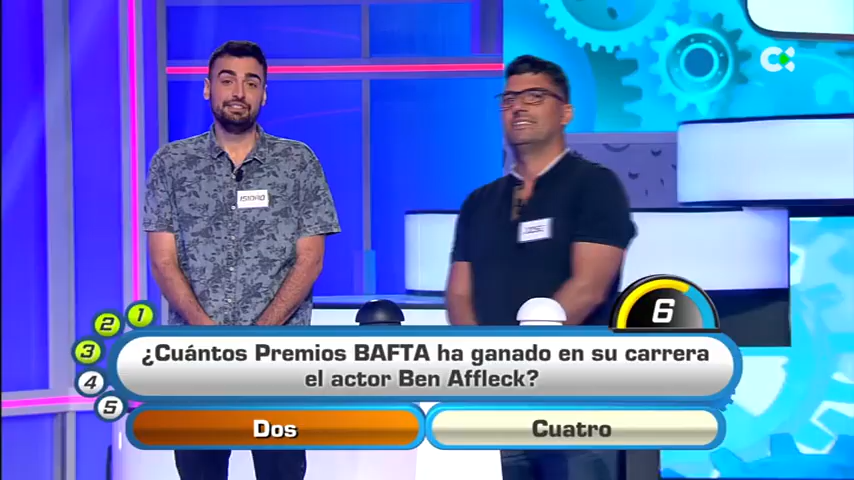 ISIDRO
JOSE
6
1
2
3
4
5
¿Cuántos Premios BAFTA ha ganado en su carrera
el actor Ben Affleck?
Dos
Cuatro